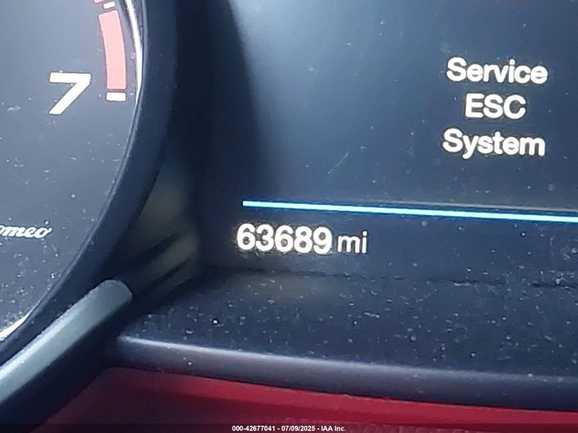 Service
ESC
System
7
omeo
63689 mi
000-42677041 - 07/09/2025 - IAA Inc.